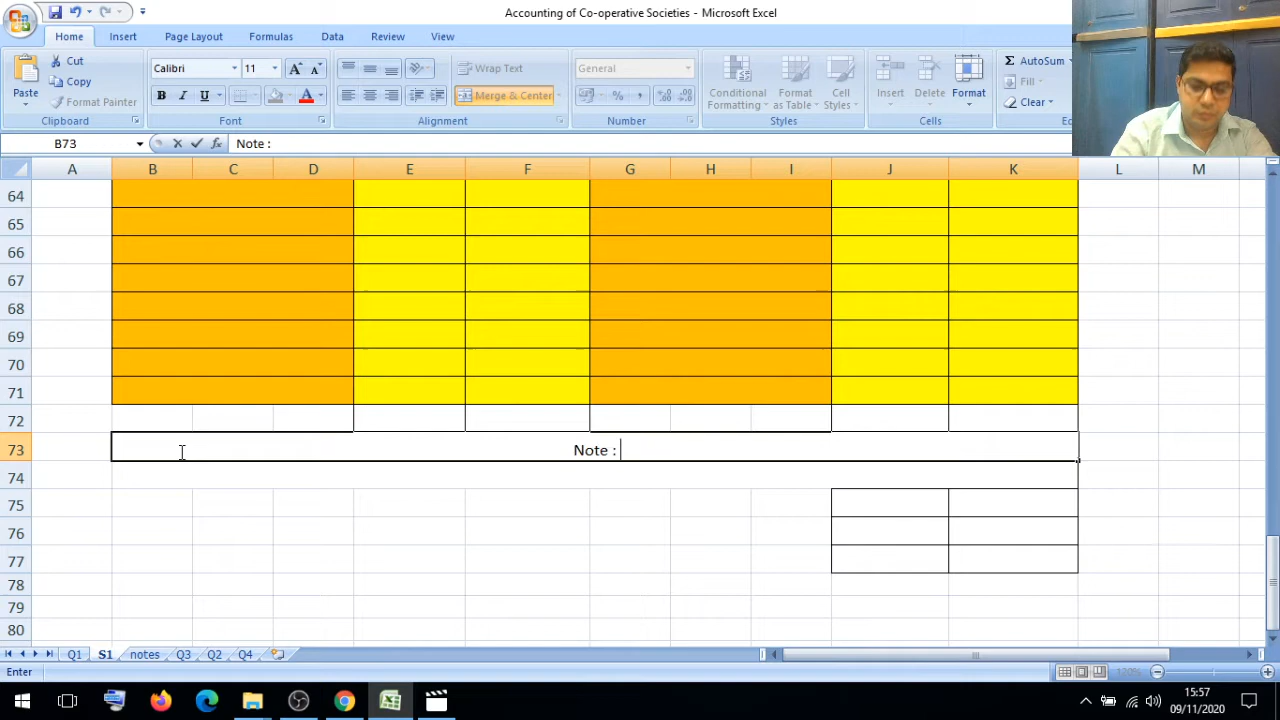 Accounting of Co-operative Societies - Microsoft Excel
Home Insert Page Layout Formulas Data Review View
Paste Cut Copy Format Painter
Calibri 11
Wrap Text
Merge & Center
General
Conditional Formatting Format as Table Cell Styles
Insert Delete Format
AutoSum
Fill
Clear
Clipboard Font Alignment Number Styles Cells
B73 Note :
A B C D E F G H I J K L M
64
65
66
67
68
69
70
71
72
73 Note :
74
75
76
77
78
79
80
Q1 S1 notes Q3 Q2 Q4
Enter 120%
15:57
09/11/2020